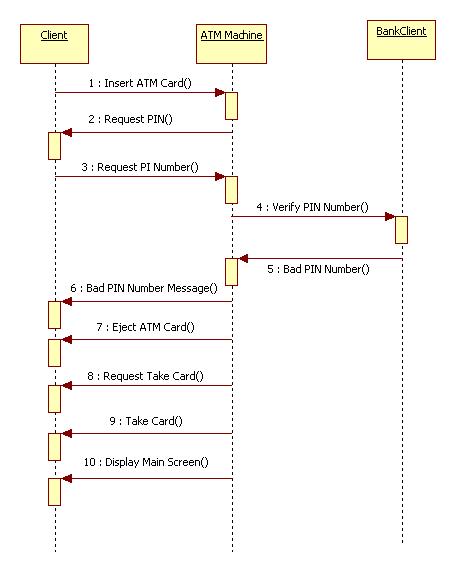 Client
ATM Machine
BankClient
1 : Insert ATM Card()
2 : Request PIN()
3 : Request PI Number()
4 : Verify PIN Number()
5 : Bad PIN Number()
6 : Bad PIN Number Message()
7 : Eject ATM Card()
8 : Request Take Card()
9 : Take Card()
10 : Display Main Screen()